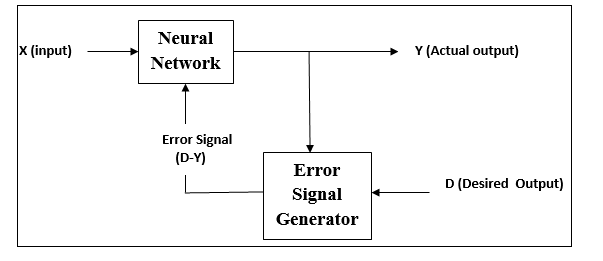 Neural
Network
X (input)
Y (Actual output)
Error Signal
(D-Y)
Error
Signal
Generator
D (Desired Output)